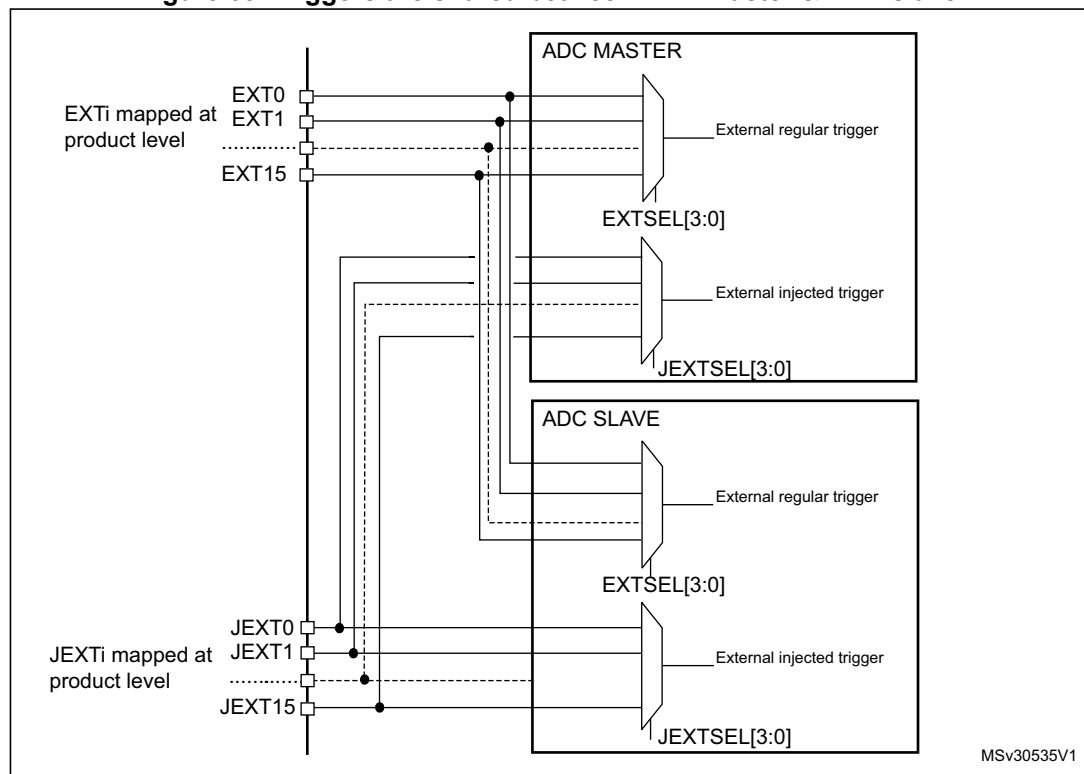 ADC MASTER
EXT0
EXTi mapped at
product level
EXT1
EXT15
External regular trigger
EXTSEL[3:0]
External injected trigger
JEXTSEL[3:0]
ADC SLAVE
External regular trigger
EXTSEL[3:0]
JEXT0
JEXTi mapped at
product level
JEXT1
JEXT15
External injected trigger
JEXTSEL[3:0]
MSv30535V1